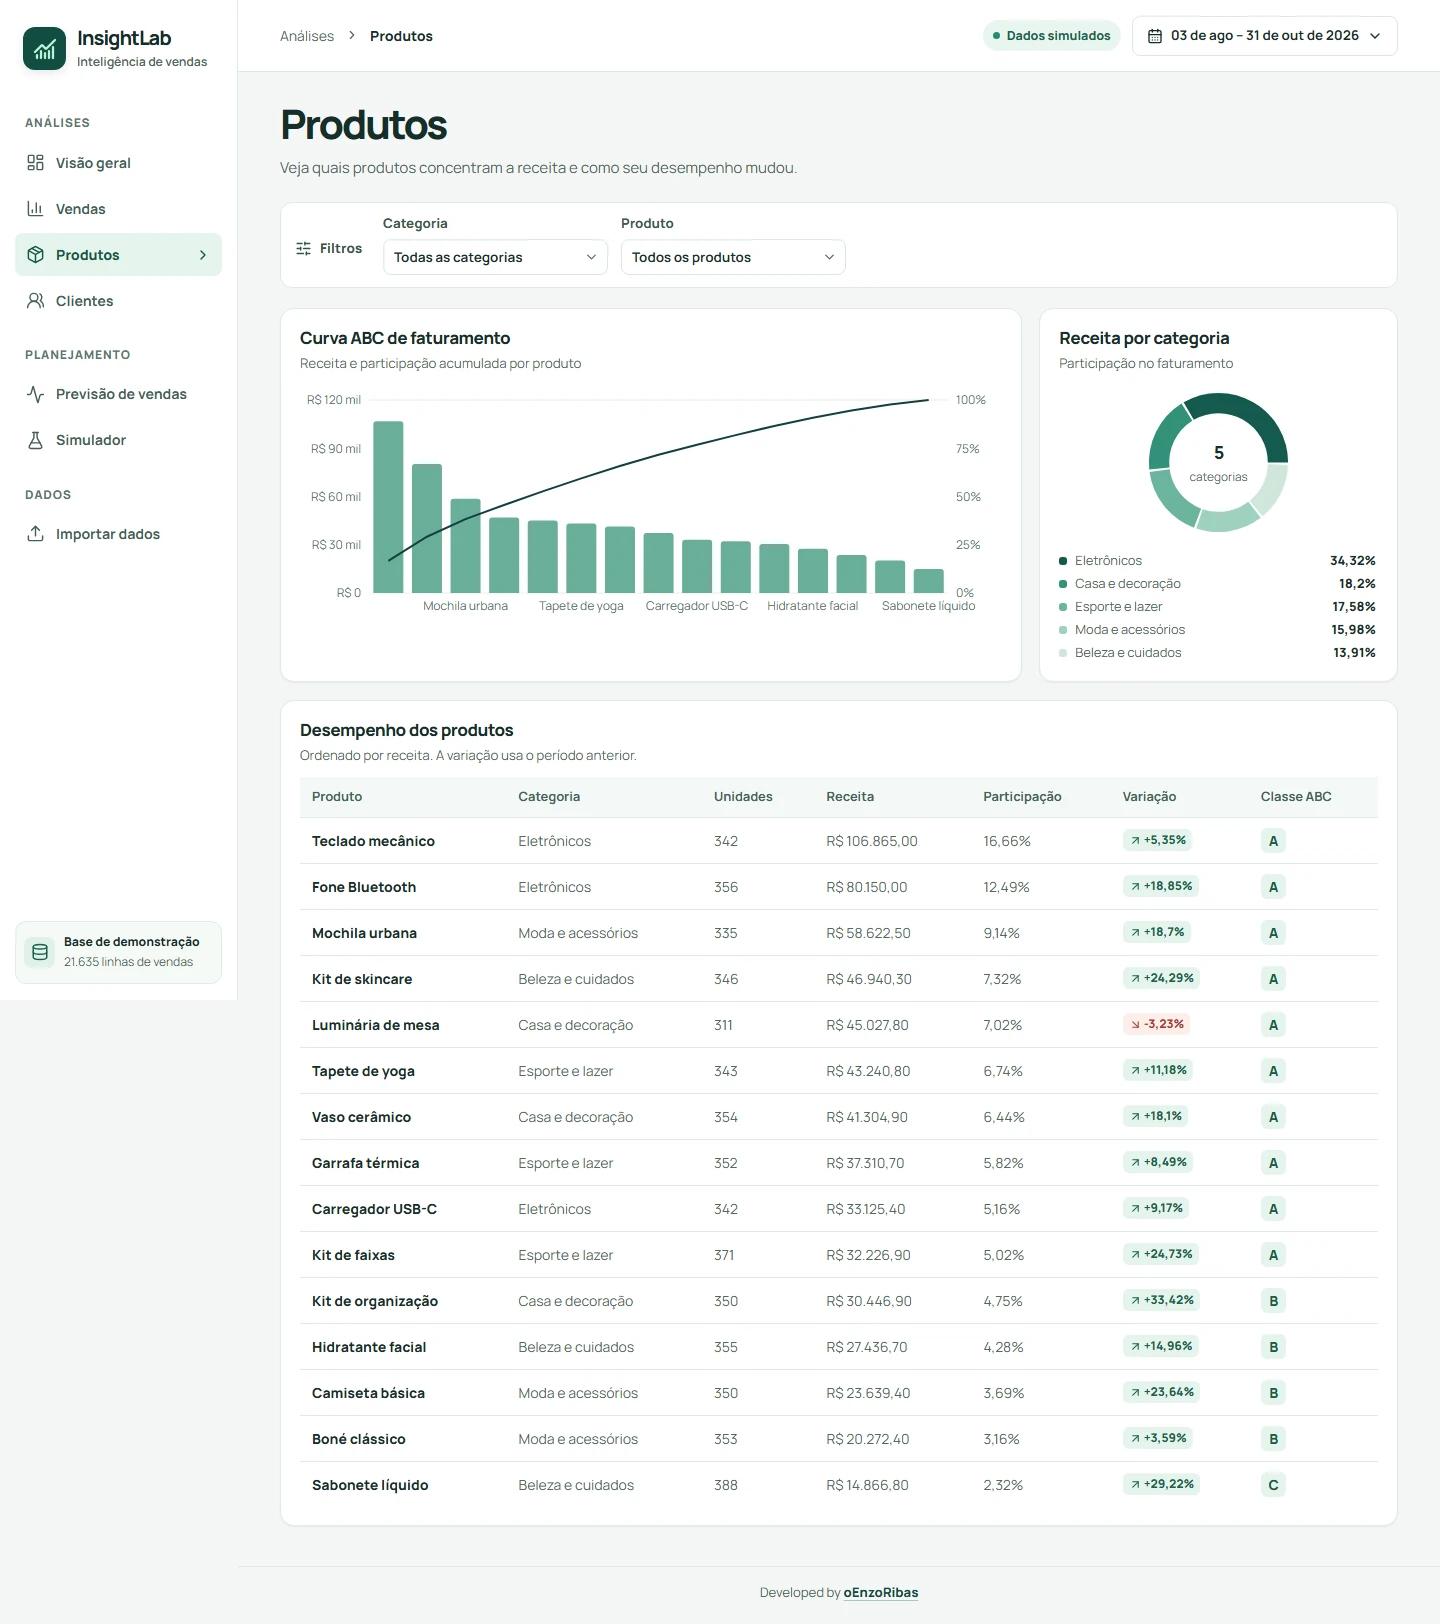 InsightLab
Inteligência de vendas
ANÁLISES
Visão geral
Vendas
Produtos
Clientes
PLANEJAMENTO
Previsão de vendas
Simulador
DADOS
Importar dados
Base de demonstração
21.635 linhas de vendas
Análises > Produtos
Dados simulados
03 de ago – 31 de out de 2026
Produtos
Veja quais produtos concentram a receita e como seu desempenho mudou.
Filtros
Categoria
Todas as categorias
Produto
Todos os produtos
Curva ABC de faturamento
Receita e participação acumulada por produto
R$ 120 mil
R$ 90 mil
R$ 60 mil
R$ 30 mil
R$ 0
100%
75%
50%
25%
0%
Mochila urbana Tapete de yoga Carregador USB-C Hidratante facial Sabonete líquido
Receita por categoria
Participação no faturamento
5
categorias
Eletrônicos 34,32%
Casa e decoração 18,2%
Esporte e lazer 17,58%
Moda e acessórios 15,98%
Beleza e cuidados 13,91%
Desempenho dos produtos
Ordenado por receita. A variação usa o período anterior.
Produto Categoria Unidades Receita Participação Variação Classe ABC
Teclado mecânico Eletrônicos 342 R$ 106.865,00 16,66% +5,35% A
Fone Bluetooth Eletrônicos 356 R$ 80.150,00 12,49% +18,85% A
Mochila urbana Moda e acessórios 335 R$ 58.622,50 9,14% +18,7% A
Kit de skincare Beleza e cuidados 346 R$ 46.940,30 7,32% +24,29% A
Luminária de mesa Casa e decoração 311 R$ 45.027,80 7,02% -3,23% A
Tapete de yoga Esporte e lazer 343 R$ 43.240,80 6,74% +11,18% A
Vaso cerâmico Casa e decoração 354 R$ 41.304,90 6,44% +18,1% A
Garrafa térmica Esporte e lazer 352 R$ 37.310,70 5,82% +8,49% A
Carregador USB-C Eletrônicos 342 R$ 33.125,40 5,16% +9,17% A
Kit de faixas Esporte e lazer 371 R$ 32.226,90 5,02% +24,73% A
Kit de organização Casa e decoração 350 R$ 30.446,90 4,75% +33,42% B
Hidratante facial Beleza e cuidados 355 R$ 27.436,70 4,28% +14,96% B
Camiseta básica Moda e acessórios 350 R$ 23.639,40 3,69% +23,64% B
Boné clássico Moda e acessórios 353 R$ 20.272,40 3,16% +3,59% B
Sabonete líquido Beleza e cuidados 388 R$ 14.866,80 2,32% +29,22% C
Developed by oEnzoRibas